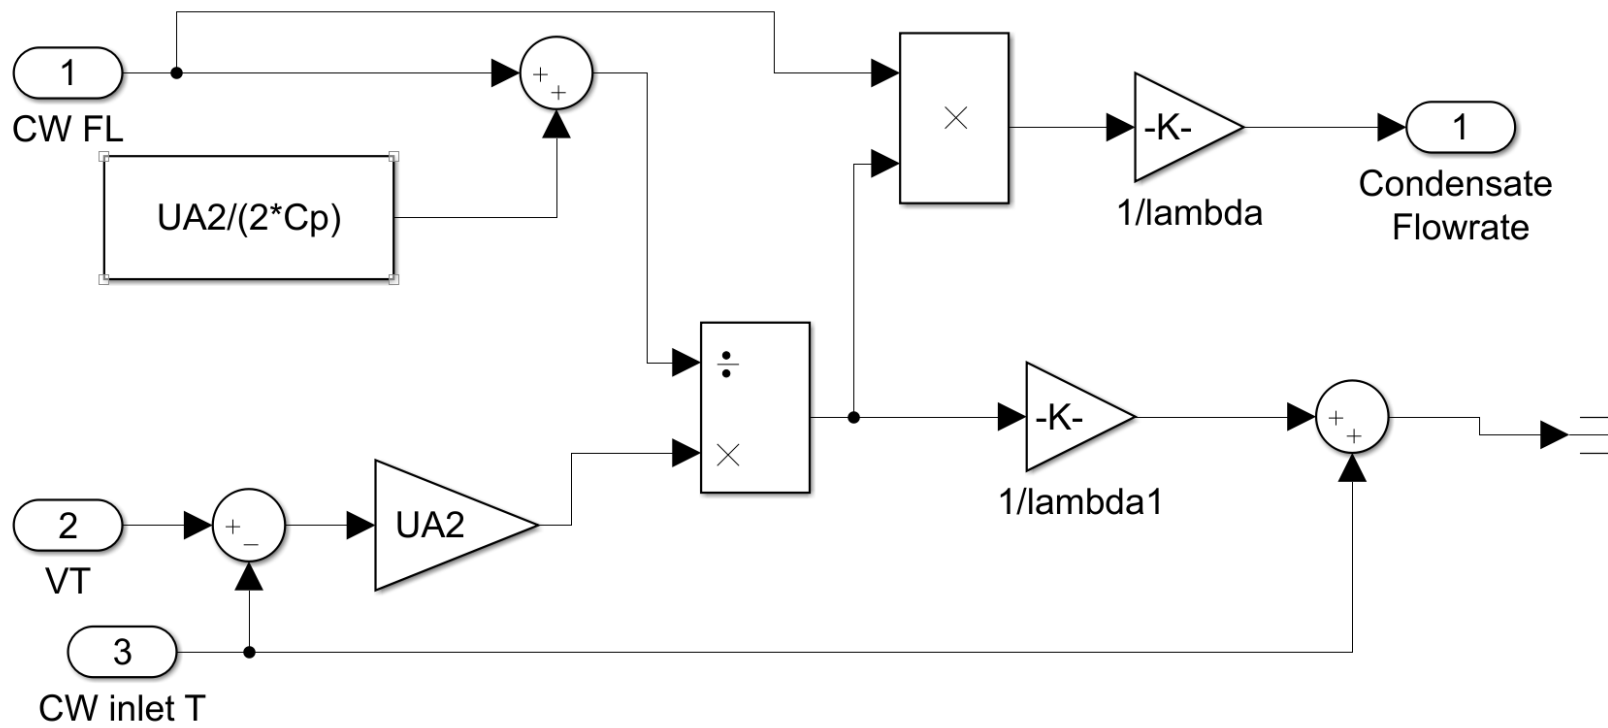 1
CW FL
+
+
UA2/(2*Cp)
×
-K-
1/lambda
1
Condensate
Flowrate
÷
×
-K-
1/lambda1
+
+
2
VT
+
−
UA2
3
CW inlet T